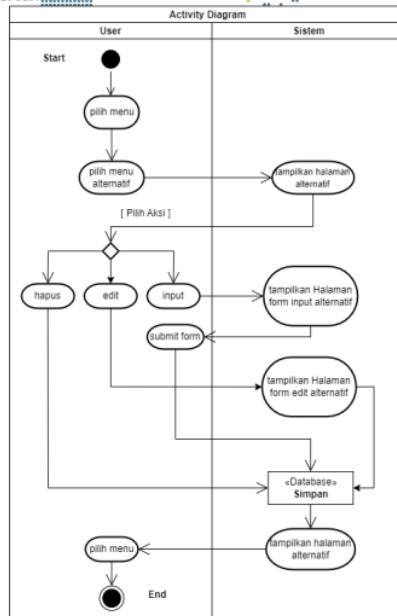 Activity Diagram
User
Sistem
Start
pilih menu
pilih menu
alternatif
tampilkan halaman
alternatif
[ Pilih Aksi ]
hapus
edit
input
tampilkan Halaman
form input alternatif
submit form
tampilkan Halaman
form edit alternatif
«Database»
Simpan
pilih menu
tampilkan halaman
alternatif
End